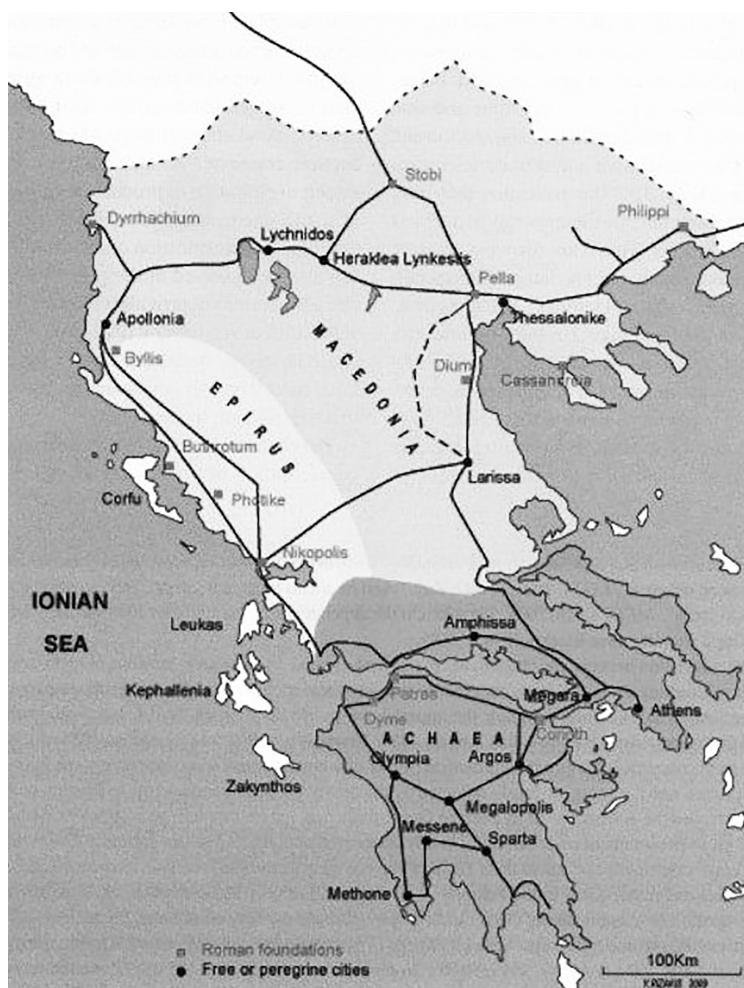 Stobi
Philippi
Dyrrhachium
Lychnidos
Heraklea Lynkestis
Pella
Apollonia
Thessalonike
Byllis
MACEDONIA
Dium
Cassandreia
EPIRUS
Buthrotum
Larissa
Corfu
Photike
Nikopolis
IONIAN
SEA
Leukas
Amphissa
Kephallenia
Patras
Megara
Athens
Dyme
Corinth
ACHAEA
Olympia
Argos
Zakynthos
Megalopolis
Messene
Sparta
Methone
Roman foundations
Free or peregrine cities
100Km
Y.RIZAKIS 2009